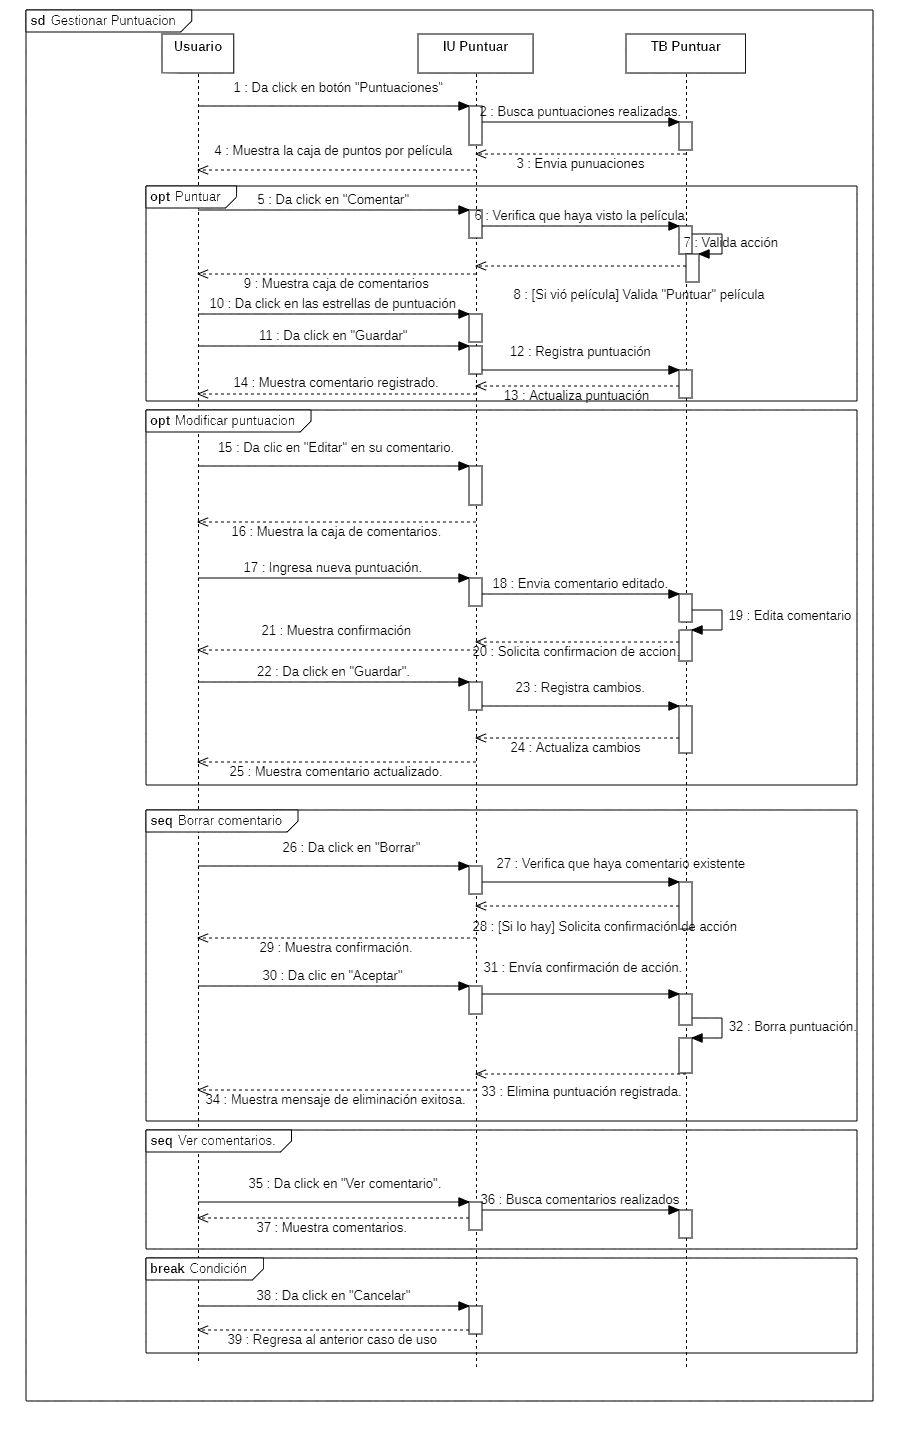 sd Gestionar Puntuacion
Usuario
IU Puntuar
TB Puntuar
1 : Da click en botón "Puntuaciones"
2 : Busca puntuaciones realizadas.
3 : Envia punuaciones
4 : Muestra la caja de puntos por película
opt Puntuar
5 : Da click en "Comentar"
6 : Verifica que haya visto la película
7 : Valida acción
8 : [Si vió película] Valida "Puntuar" película
9 : Muestra caja de comentarios
10 : Da click en las estrellas de puntuación
11 : Da click en "Guardar"
12 : Registra puntuación
13 : Actualiza puntuación
14 : Muestra comentario registrado.
opt Modificar puntuacion
15 : Da clic en "Editar" en su comentario.
16 : Muestra la caja de comentarios.
17 : Ingresa nueva puntuación.
18 : Envia comentario editado.
19 : Edita comentario
20 : Solicita confirmacion de accion.
21 : Muestra confirmación
22 : Da click en "Guardar".
23 : Registra cambios.
24 : Actualiza cambios
25 : Muestra comentario actualizado.
seq Borrar comentario
26 : Da click en "Borrar"
27 : Verifica que haya comentario existente
28 : [Si lo hay] Solicita confirmación de acción
29 : Muestra confirmación.
30 : Da clic en "Aceptar"
31 : Envía confirmación de acción.
32 : Borra puntuación.
33 : Elimina puntuación registrada.
34 : Muestra mensaje de eliminación exitosa.
seq Ver comentarios.
35 : Da click en "Ver comentario".
36 : Busca comentarios realizados
37 : Muestra comentarios.
break Condición
38 : Da click en "Cancelar"
39 : Regresa al anterior caso de uso